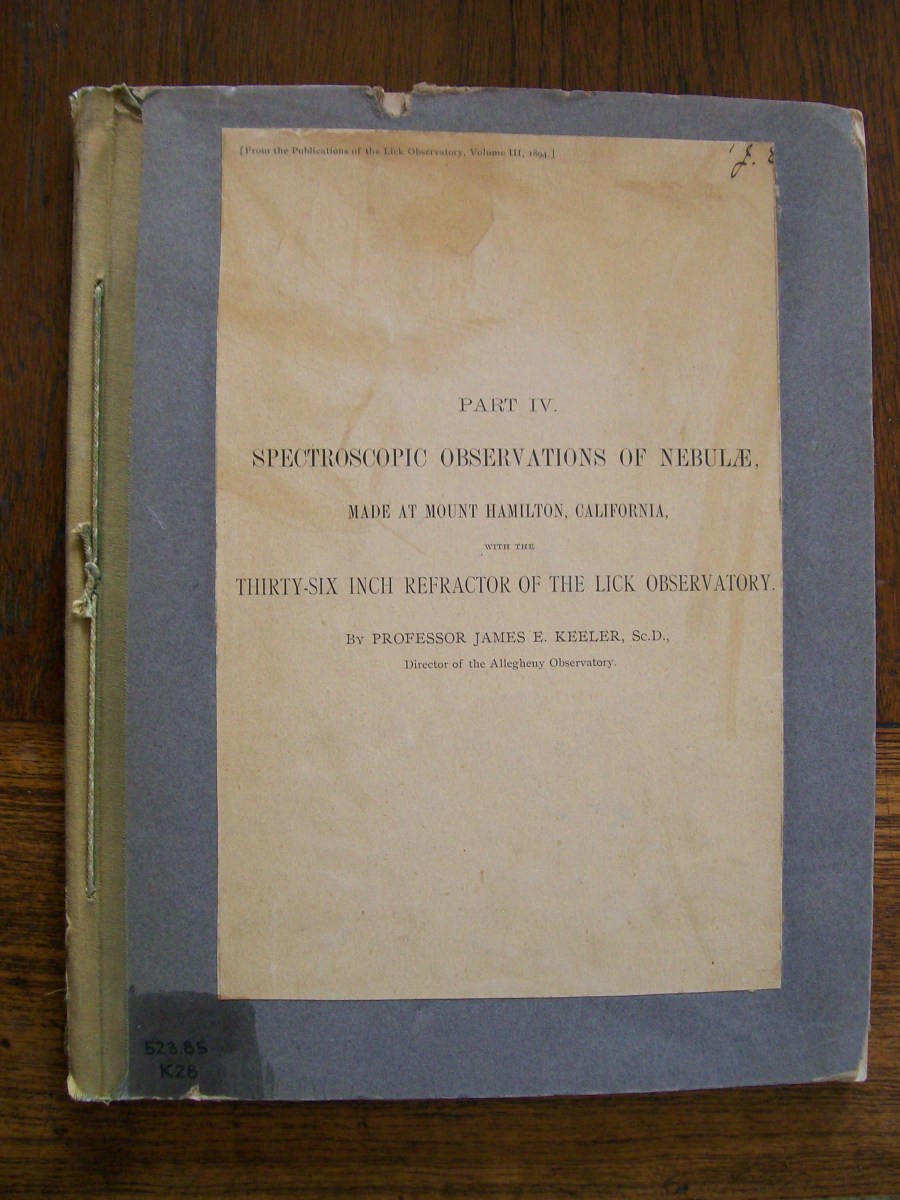 [From the Publications of the Lick Observatory, Volume III, 1894.]
J.
PART IV.
SPECTROSCOPIC OBSERVATIONS OF NEBULÆ,
MADE AT MOUNT HAMILTON, CALIFORNIA,
WITH THE
THIRTY-SIX INCH REFRACTOR OF THE LICK OBSERVATORY.
By PROFESSOR JAMES E. KEELER, Sc.D.,
Director of the Allegheny Observatory.
523.85
K28